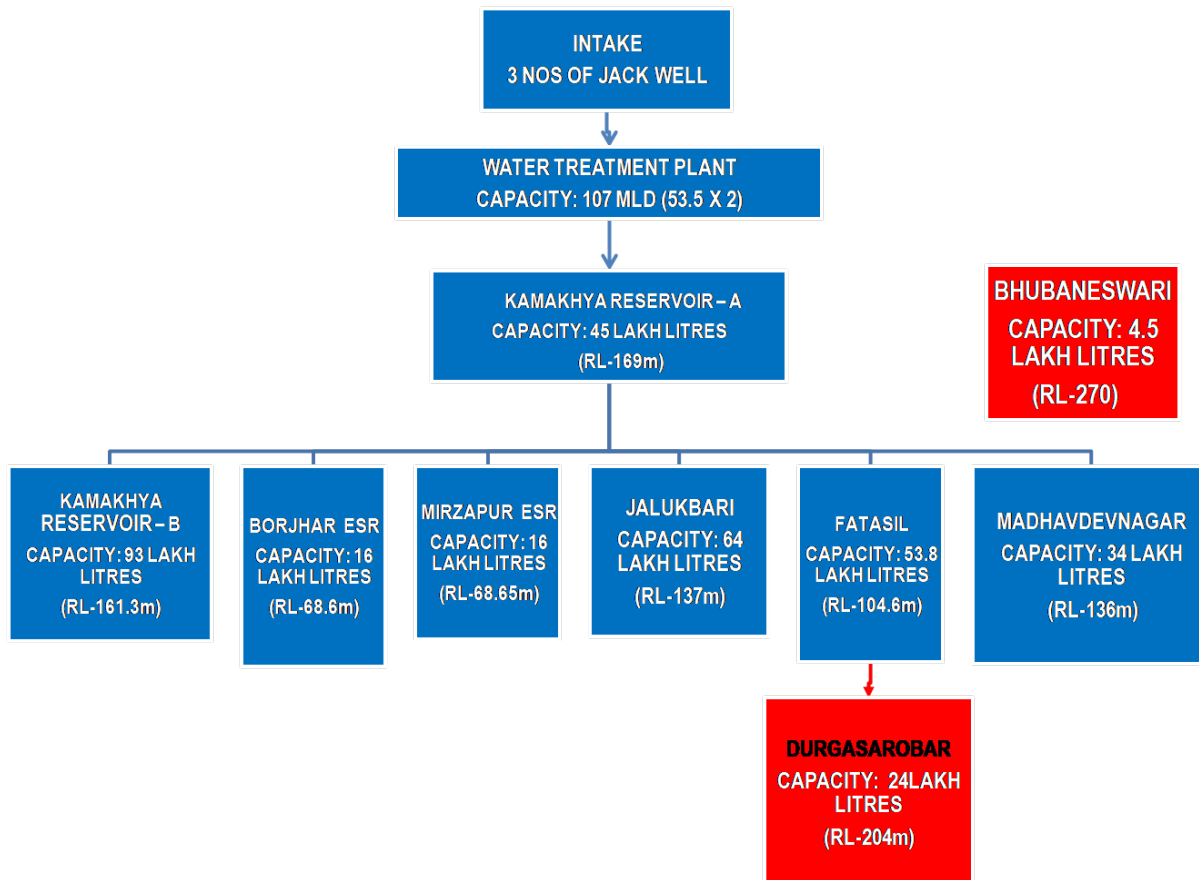 INTAKE
3 NOS OF JACK WELL
WATER TREATMENT PLANT
CAPACITY: 107 MLD (53.5 X 2)
KAMAKHYA RESERVOIR – A
CAPACITY: 45 LAKH LITRES
(RL-169m)
BHUBANESWARI
CAPACITY: 4.5
LAKH LITRES
(RL-270)
KAMAKHYA
RESERVOIR – B
CAPACITY: 93 LAKH
LITRES
(RL-161.3m)
BORJHAR ESR
CAPACITY: 16
LAKH LITRES
(RL-68.6m)
MIRZAPUR ESR
CAPACITY: 16
LAKH LITRES
(RL-68.65m)
JALUKBARI
CAPACITY: 64
LAKH LITRES
(RL-137m)
FATASIL
CAPACITY: 53.8
LAKH LITRES
(RL-104.6m)
MADHAVDEVNAGAR
CAPACITY: 34 LAKH
LITRES
(RL-136m)
DURGASAROBAR
CAPACITY: 24LAKH
LITRES
(RL-204m)